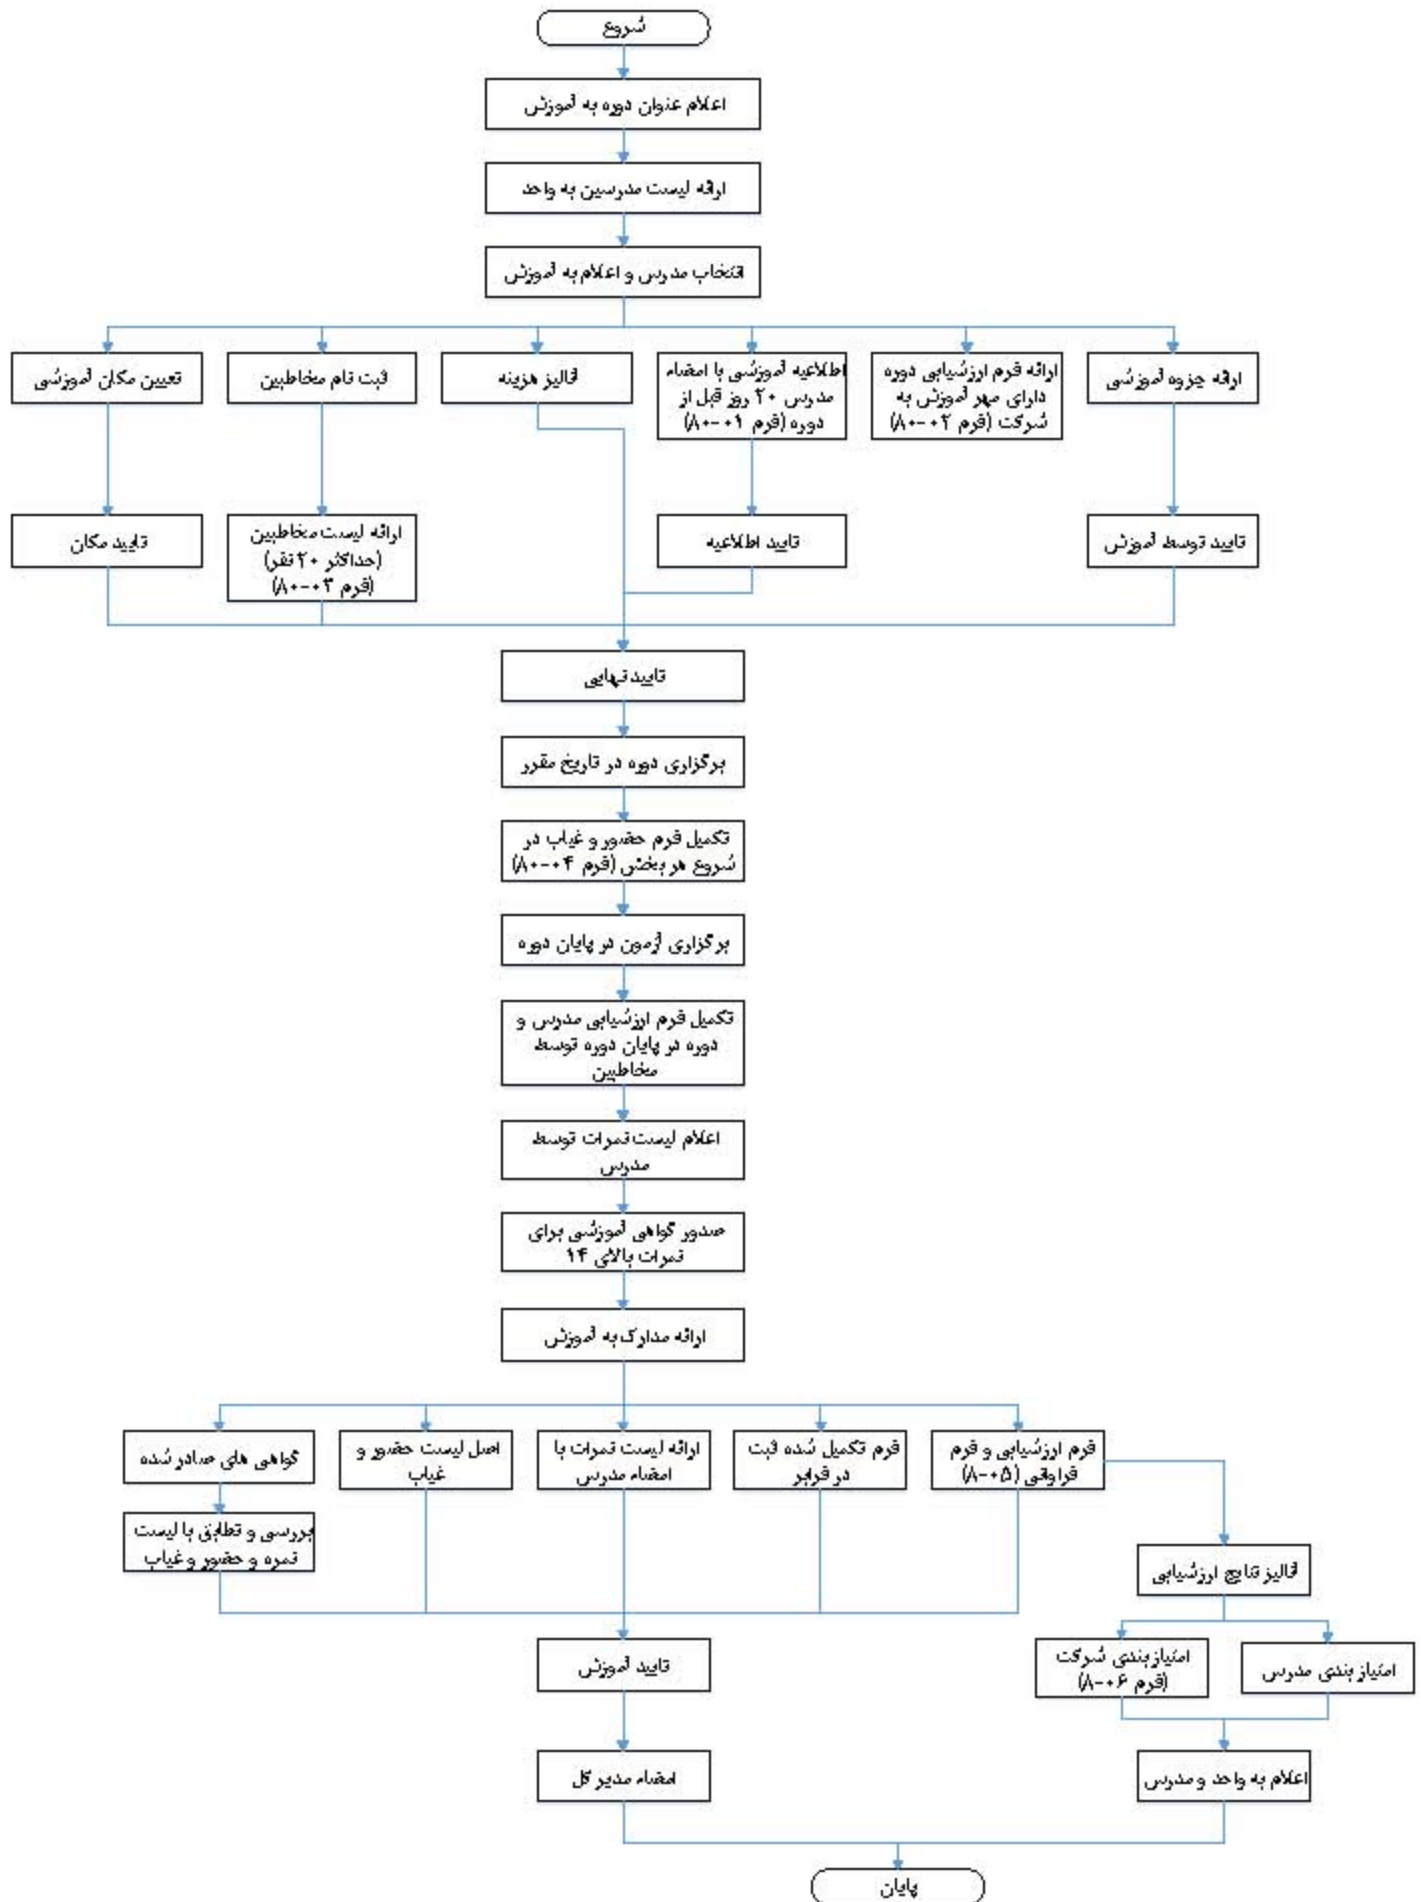 شروع
اعلام عنوان دوره به آموزش
ارائه لیست مدرسین به واحد
انتخاب مدرس و اعلام به آموزش
ارائه جزوه آموزشی
ارائه فرم ارزشیابی دوره
دارای مهر آموزش به
شرکت (فرم ۰۲-۸۰)
اطلاعیه آموزشی با امضاء
مدرس ۲۰ روز قبل از
دوره (فرم ۰۱-۸۰)
آنالیز هزینه
ثبت نام مخاطبین
تعیین مکان آموزشی
تایید توسط آموزش
تایید اطلاعیه
ارائه لیست مخاطبین
(حداکثر ۲۰ نفر)
(فرم ۰۳-۸۰)
تایید مکان
تایید نهایی
برگزاری دوره در تاریخ مقرر
تکمیل فرم حضور و غیاب در
شروع هر بخش (فرم ۰۴-۸۰)
برگزاری آزمون در پایان دوره
تکمیل فرم ارزشیابی مدرس و
دوره در پایان دوره توسط
مخاطبین
اعلام لیست نمرات توسط
مدرس
صدور گواهی آموزشی برای
نمرات بالای ۱۴
ارائه مدارک به آموزش
فرم ارزشیابی و فرم
فراوانی (۰۵-۸)
فرم تکمیل شده ثبت
در فرابر
ارائه لیست نمرات با
امضاء مدرس
اصل لیست حضور و
غیاب
گواهی های صادر شده
بررسی و تطابق با لیست
نمره و حضور و غیاب
آنالیز نتایج ارزشیابی
امتیاز بندی مدرس
امتیاز بندی شرکت
(فرم ۰۶-۸)
تایید آموزش
اعلام به واحد و مدرس
امضاء مدیر کل
پایان